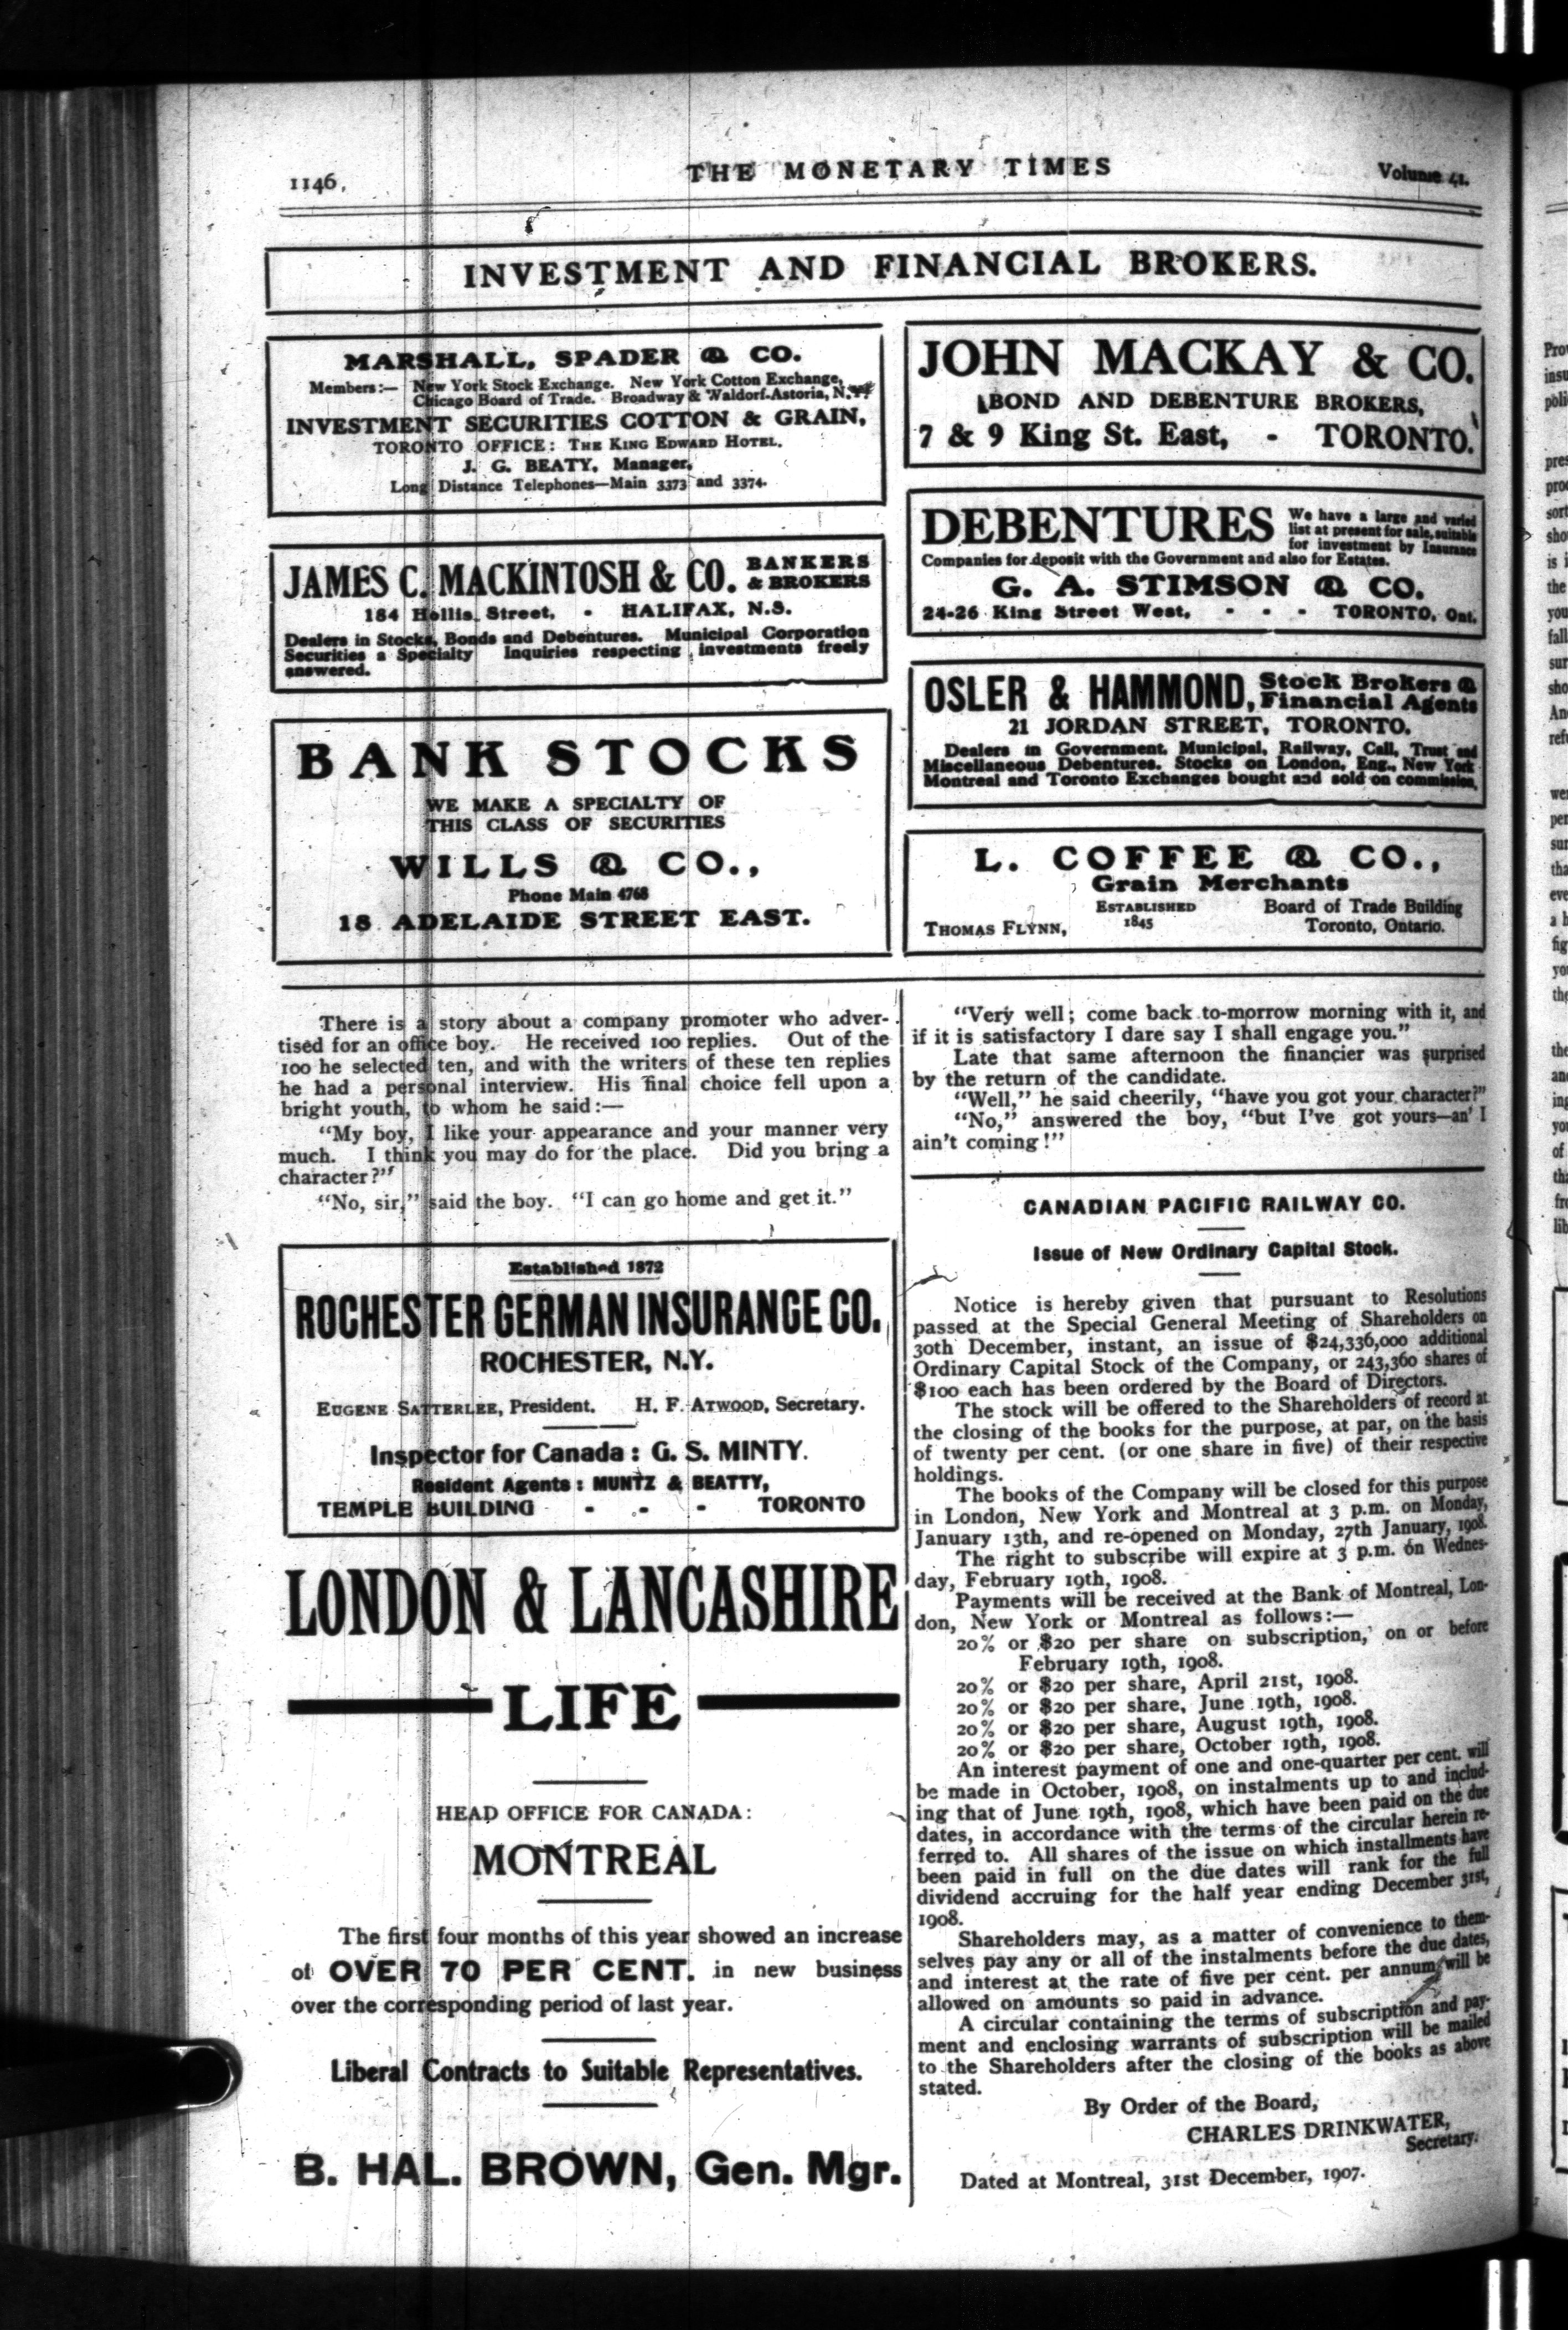 1146.
THE MONETARY TIMES
Volume 41.
INVESTMENT AND FINANCIAL BROKERS.
MARSHALL, SPADER & CO.
Members:— New York Stock Exchange. New York Cotton Exchange,
Chicago Board of Trade. Broadway & Waldorf-Astoria, N.Y.
INVESTMENT SECURITIES COTTON & GRAIN,
TORONTO OFFICE: THE KING EDWARD HOTEL.
J. G. BEATY, Manager,
Long Distance Telephones—Main 3373 and 3374.
JAMES C. MACKINTOSH & CO. BANKERS
& BROKERS
184 Hollis Street, - HALIFAX, N.S.
Dealers in Stocks, Bonds and Debentures. Municipal Corporation
Securities a Specialty Inquiries respecting investments freely
answered.
BANK STOCKS
WE MAKE A SPECIALTY OF
THIS CLASS OF SECURITIES
WILLS & CO.,
Phone Main 4768
18 ADELAIDE STREET EAST.
JOHN MACKAY & CO.
BOND AND DEBENTURE BROKERS,
7 & 9 King St. East, - TORONTO.
DEBENTURES We have a large and varied
list at present for sale, suitable
for investment by Insurance
Companies for deposit with the Government and also for Estates.
G. A. STIMSON & CO.
24-26 King Street West, - - - TORONTO, Ont.
OSLER & HAMMOND, Stock Brokers &
Financial Agents
21 JORDAN STREET, TORONTO.
Dealers in Government, Municipal, Railway, Call, Trust and
Miscellaneous Debentures. Stocks on London, Eng., New York
Montreal and Toronto Exchanges bought and sold on commission.
L. COFFEE & CO.,
Grain Merchants
ESTABLISHED
1845
Board of Trade Building
THOMAS FLYNN,
Toronto, Ontario.
There is a story about a company promoter who adver-
tised for an office boy. He received 100 replies. Out of the
100 he selected ten, and with the writers of these ten replies
he had a personal interview. His final choice fell upon a
bright youth, to whom he said:—
"My boy, I like your appearance and your manner very
much. I think you may do for the place. Did you bring a
character?"
"No, sir," said the boy. "I can go home and get it."
Established 1872
ROCHESTER GERMAN INSURANCE CO.
ROCHESTER, N.Y.
EUGENE SATTERLEE, President. H. F. ATWOOD, Secretary.
Inspector for Canada: G. S. MINTY.
Resident Agents: MUNTZ & BEATTY,
TEMPLE BUILDING - - - TORONTO
LONDON & LANCASHIRE
LIFE
HEAD OFFICE FOR CANADA:
MONTREAL
The first four months of this year showed an increase
of OVER 70 PER CENT. in new business
over the corresponding period of last year.
Liberal Contracts to Suitable Representatives.
B. HAL. BROWN, Gen. Mgr.
"Very well; come back to-morrow morning with it, and
if it is satisfactory I dare say I shall engage you."
Late that same afternoon the financier was surprised
by the return of the candidate.
"Well," he said cheerily, "have you got your character?"
"No," answered the boy, "but I've got yours—an' I
ain't coming!"
CANADIAN PACIFIC RAILWAY CO.
Issue of New Ordinary Capital Stock.
Notice is hereby given that pursuant to Resolutions
passed at the Special General Meeting of Shareholders on
30th December, instant, an issue of $24,336,000 additional
Ordinary Capital Stock of the Company, or 243,360 shares of
$100 each has been ordered by the Board of Directors.
The stock will be offered to the Shareholders of record at
the closing of the books for the purpose, at par, on the basis
of twenty per cent. (or one share in five) of their respective
holdings.
The books of the Company will be closed for this purpose
in London, New York and Montreal at 3 p.m. on Monday,
January 13th, and re-opened on Monday, 27th January, 1908.
The right to subscribe will expire at 3 p.m. on Wednes-
day, February 19th, 1908.
Payments will be received at the Bank of Montreal, Lon-
don, New York or Montreal as follows:—
20% or $20 per share on subscription, on or before
February 19th, 1908.
20% or $20 per share, April 21st, 1908.
20% or $20 per share, June 19th, 1908.
20% or $20 per share, August 19th, 1908.
20% or $20 per share, October 19th, 1908.
An interest payment of one and one-quarter per cent. will
be made in October, 1908, on instalments up to and includ-
ing that of June 19th, 1908, which have been paid on the due
dates, in accordance with the terms of the circular herein re-
ferred to. All shares of the issue on which installments have
been paid in full on the due dates will rank for the full
dividend accruing for the half year ending December 31st,
1908.
Shareholders may, as a matter of convenience to them-
selves pay any or all of the instalments before the due dates,
and interest at the rate of five per cent. per annum will be
allowed on amounts so paid in advance.
A circular containing the terms of subscription and pay-
ment and enclosing warrants of subscription will be mailed
to the Shareholders after the closing of the books as above
stated.
By Order of the Board,
CHARLES DRINKWATER,
Secretary.
Dated at Montreal, 31st December, 1907.